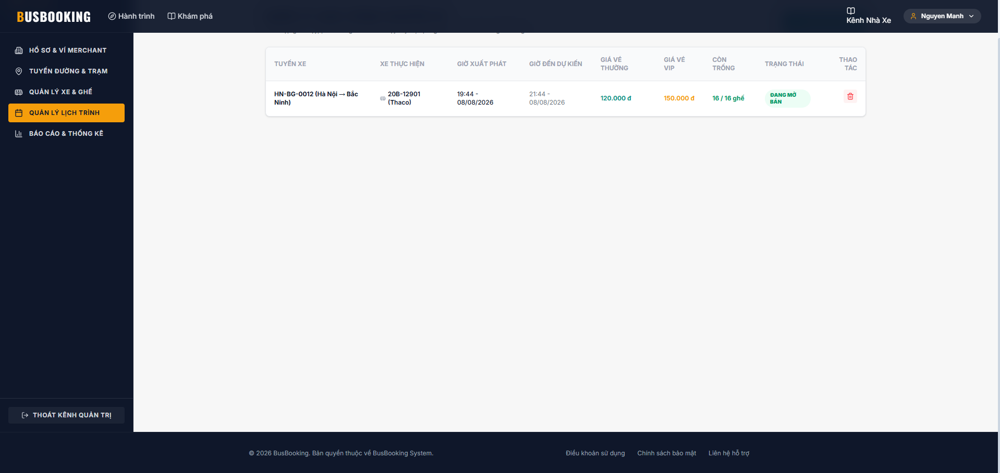 BUSBOOKING
Hành trình
Khám phá
Kênh Nhà Xe
Nguyen Manh
HỒ SƠ & VÍ MERCHANT
TUYẾN ĐƯỜNG & TRẠM
QUẢN LÝ XE & GHẾ
QUẢN LÝ LỊCH TRÌNH
BÁO CÁO & THỐNG KÊ
THOÁT KÊNH QUẢN TRỊ
TUYẾN XE
XE THỰC HIỆN
GIỜ XUẤT PHÁT
GIỜ ĐẾN DỰ KIẾN
GIÁ VÉ
THƯỜNG
GIÁ VÉ
VIP
CÒN
TRỐNG
TRẠNG THÁI
THAO
TÁC
HN-BG-0012 (Hà Nội → Bắc
Ninh)
20B-12901
(Thaco)
19:44 -
08/08/2026
21:44 -
08/08/2026
120.000 đ
150.000 đ
16 / 16 ghế
ĐANG MỞ
BÁN
© 2026 BusBooking. Bản quyền thuộc về BusBooking System.
Điều khoản sử dụng
Chính sách bảo mật
Liên hệ hỗ trợ